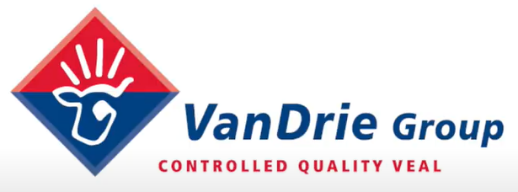 VanDrie Group
CONTROLLED QUALITY VEAL